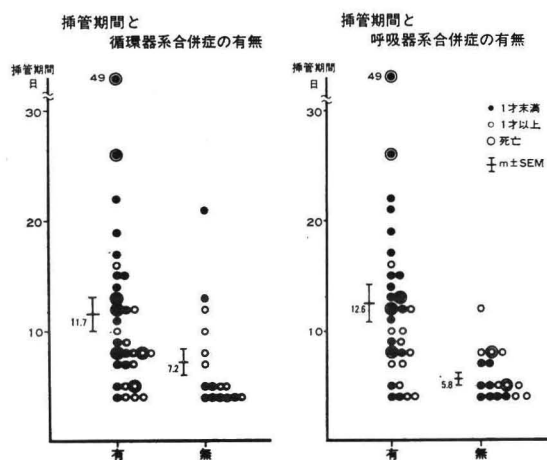 挿管期間と
循環器系合併症の有無
挿管期間
日
49
30
20
10
11.7
7.2
有
無
挿管期間と
呼吸器系合併症の有無
挿管期間
日
49
30
20
10
12.6
5.8
有
無
1才未満
1才以上
死亡
m±SEM